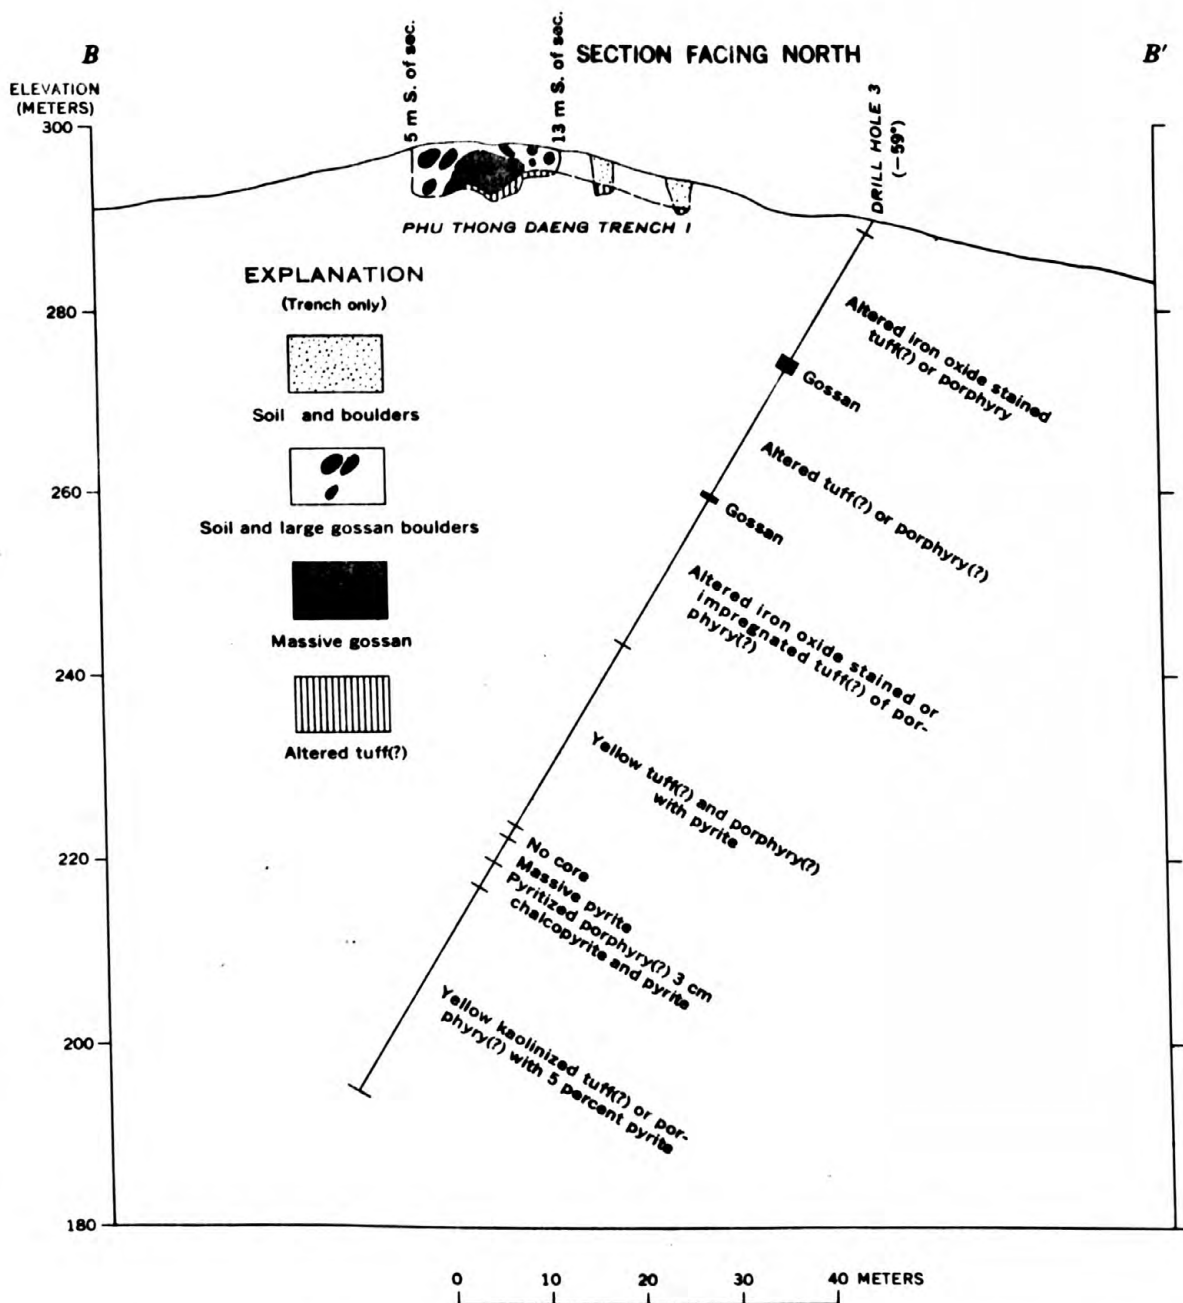 B
SECTION FACING NORTH
B'
ELEVATION
(METERS)
5 m S. of sec.
13 m S. of sec.
DRILL HOLE 3
(−59°)
300
280
260
240
220
200
180
PHU THONG DAENG TRENCH I
EXPLANATION
(Trench only)
Soil and boulders
Soil and large gossan boulders
Massive gossan
Altered tuff(?)
Altered iron oxide stained
tuff(?) or porphyry
Gossan
Altered tuff(?) or porphyry(?)
Gossan
Altered iron oxide stained or
impregnated tuff(?) of por-
phyry(?)
Yellow tuff(?) and porphyry(?)
with pyrite
No core
Massive pyrite
Pyritized porphyry(?) 3 cm
chalcopyrite and pyrite
Yellow kaolinized tuff(?) or por-
phyry(?) with 5 percent pyrite
0 10 20 30 40 METERS